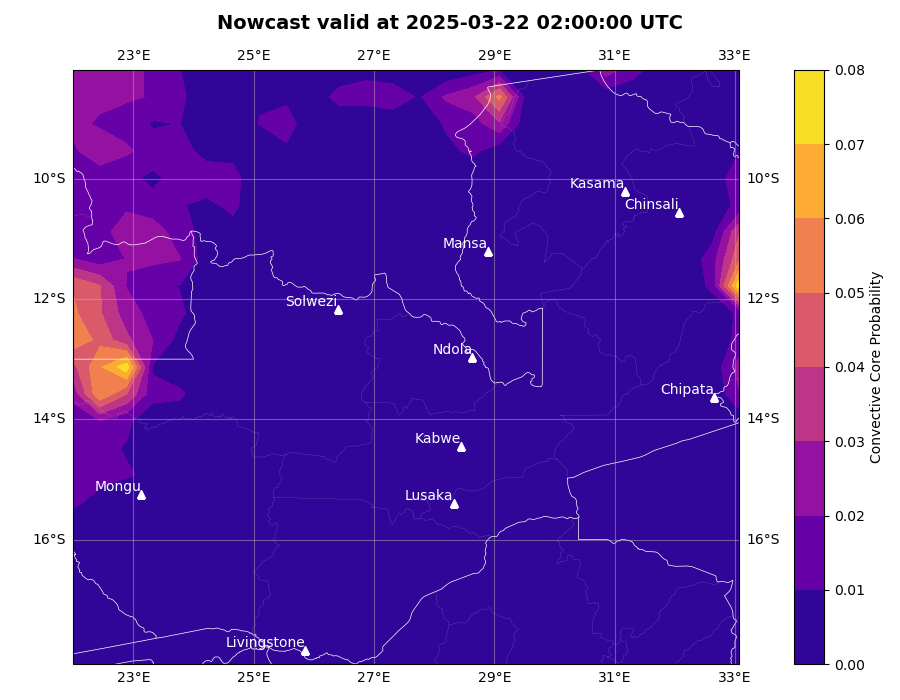 Nowcast valid at 2025-03-22 02:00:00 UTC
23°E 25°E 27°E 29°E 31°E 33°E
0.08
0.07
0.06
0.05
0.04
0.03
0.02
0.01
0.00
Convective Core Probability
10°S 10°S
12°S 12°S
14°S 14°S
16°S 16°S
Kasama
Chinsali
Mansa
Solwezi
Ndola
Chipata
Kabwe
Mongu
Lusaka
Livingstone
23°E 25°E 27°E 29°E 31°E 33°E